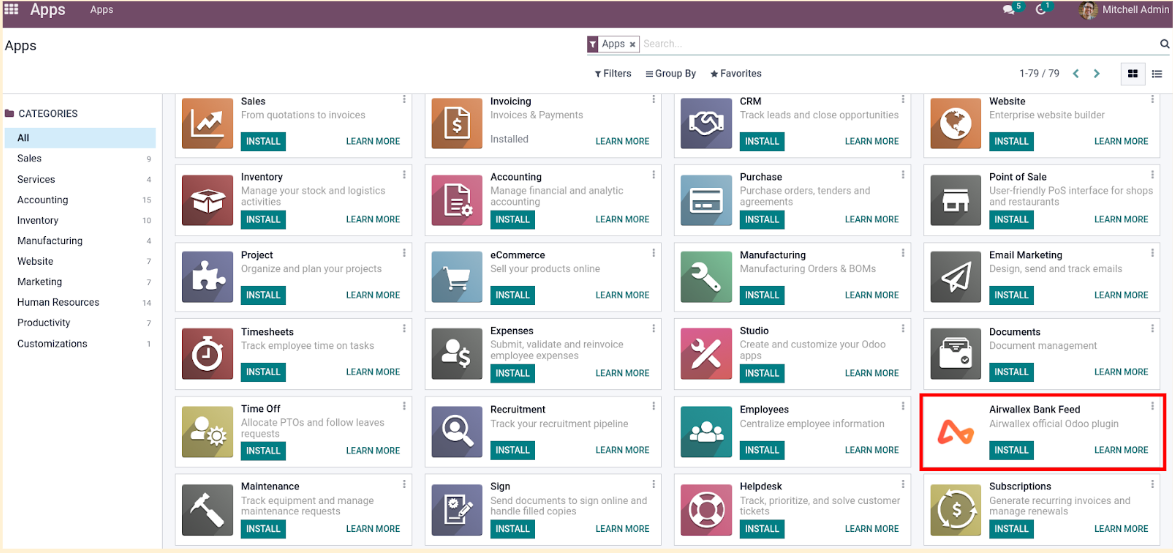 Apps Apps 5 1 Mitchell Admin
Apps
Apps × Search...
Filters Group By Favorites 1-79 / 79
CATEGORIES
All
Sales 9
Services 4
Accounting 15
Inventory 10
Manufacturing 4
Website 7
Marketing 7
Human Resources 14
Productivity 7
Customizations 1
Sales
From quotations to invoices
INSTALL LEARN MORE
Invoicing
Invoices & Payments
Installed LEARN MORE
CRM
Track leads and close opportunities
INSTALL LEARN MORE
Website
Enterprise website builder
INSTALL LEARN MORE
Inventory
Manage your stock and logistics
activities
INSTALL LEARN MORE
Accounting
Manage financial and analytic
accounting
INSTALL LEARN MORE
Purchase
Purchase orders, tenders and
agreements
INSTALL LEARN MORE
Point of Sale
User-friendly PoS interface for shops
and restaurants
INSTALL LEARN MORE
Project
Organize and plan your projects
INSTALL LEARN MORE
eCommerce
Sell your products online
INSTALL LEARN MORE
Manufacturing
Manufacturing Orders & BOMs
INSTALL LEARN MORE
Email Marketing
Design, send and track emails
INSTALL LEARN MORE
Timesheets
Track employee time on tasks
INSTALL LEARN MORE
Expenses
Submit, validate and reinvoice
employee expenses
INSTALL LEARN MORE
Studio
Create and customize your Odoo
apps
INSTALL LEARN MORE
Documents
Document management
INSTALL LEARN MORE
Time Off
Allocate PTOs and follow leaves
requests
INSTALL LEARN MORE
Recruitment
Track your recruitment pipeline
INSTALL LEARN MORE
Employees
Centralize employee information
INSTALL LEARN MORE
Airwallex Bank Feed
Airwallex official Odoo plugin
INSTALL LEARN MORE
Maintenance
Track equipment and manage
maintenance requests
INSTALL LEARN MORE
Sign
Send documents to sign online and
handle filled copies
INSTALL LEARN MORE
Helpdesk
Track, prioritize, and solve customer
tickets
INSTALL LEARN MORE
Subscriptions
Generate recurring invoices and
manage renewals
INSTALL LEARN MORE